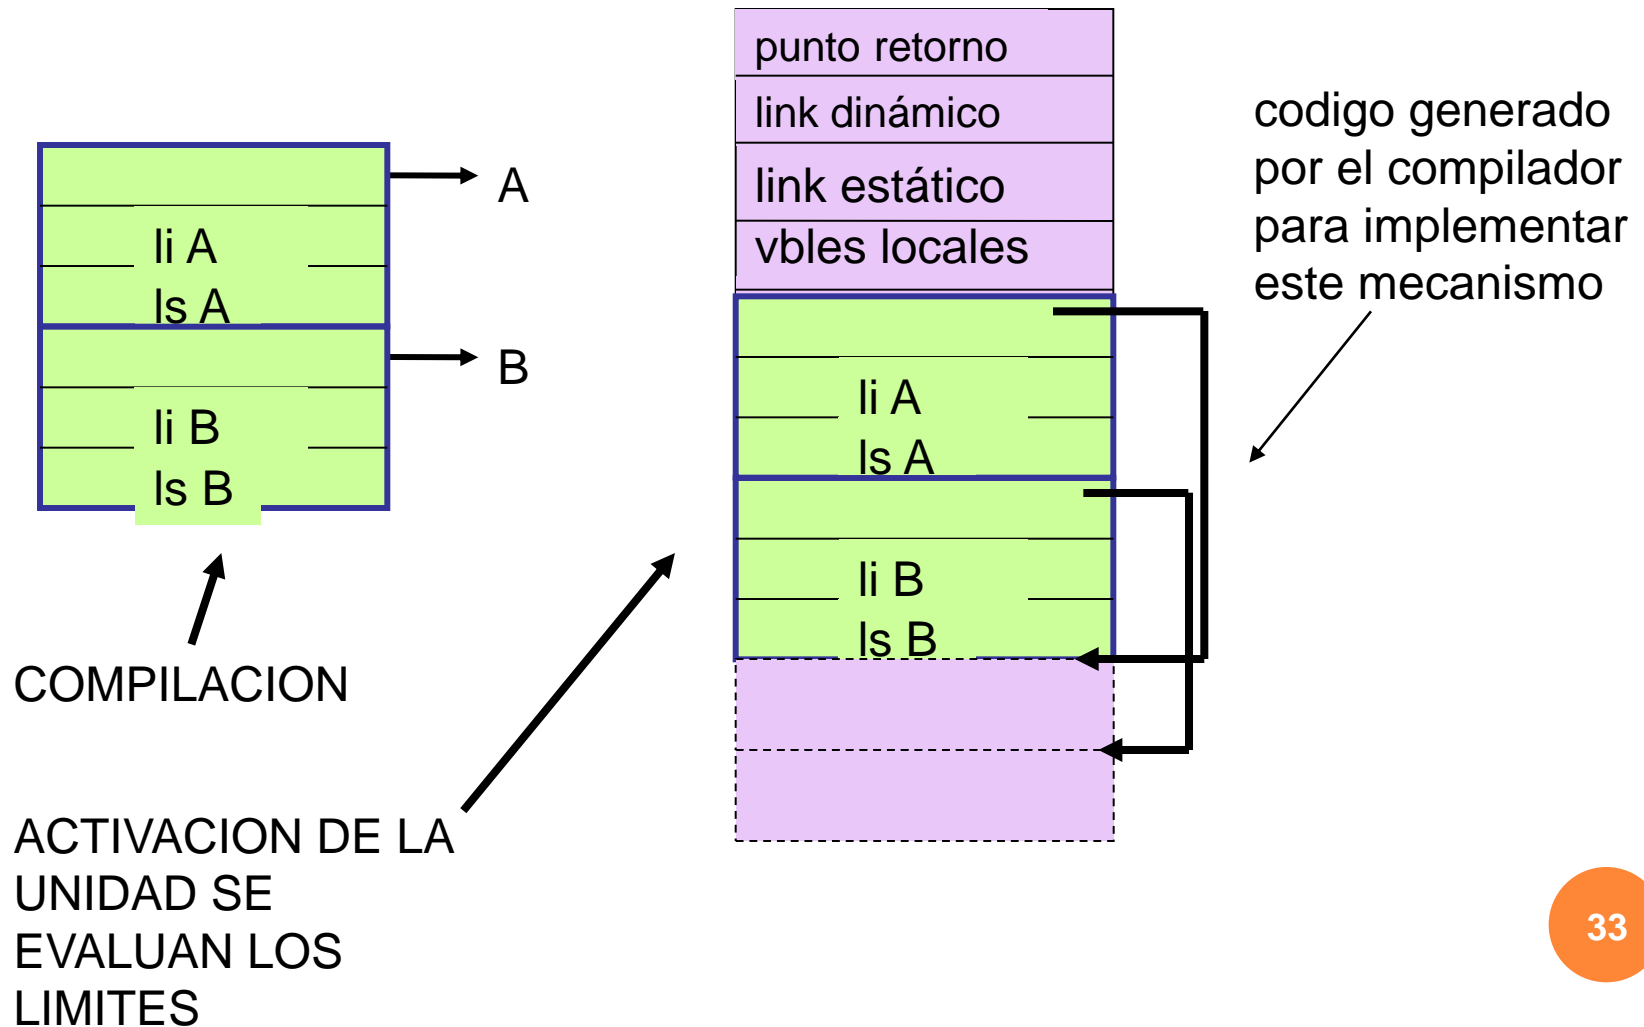 A
li A
ls A
B
li B
ls B
COMPILACION
ACTIVACION DE LA
UNIDAD SE
EVALUAN LOS
LIMITES
punto retorno
link dinámico
link estático
vbles locales
li A
ls A
li B
ls B
codigo generado
por el compilador
para implementar
este mecanismo
33